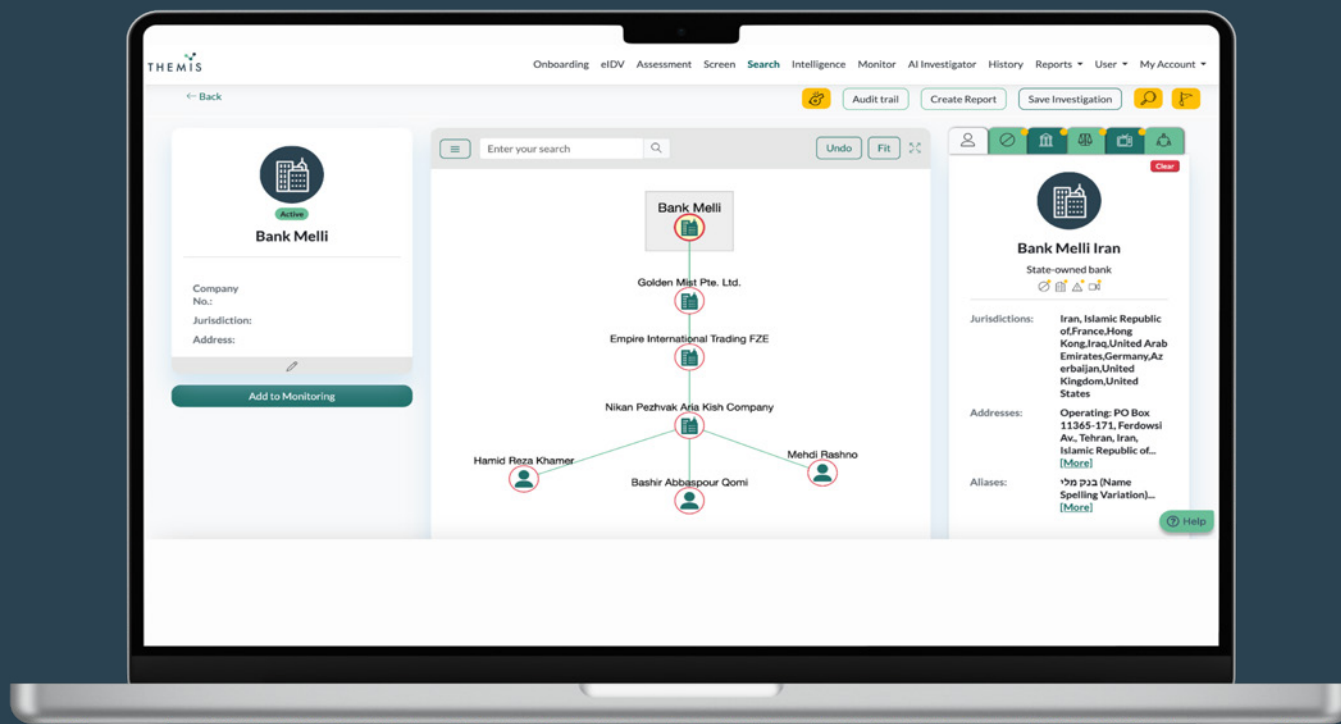 THEMIS
Onboarding eIDV Assessment Screen Search Intelligence Monitor AI Investigator History Reports User My Account
← Back
Audit trail
Create Report
Save Investigation
Active
Bank Melli
Company
No.:
Jurisdiction:
Address:
Add to Monitoring
Enter your search
Undo
Fit
Bank Melli
Golden Mist Pte. Ltd.
Empire International Trading FZE
Nikan Pezhvak Aria Kish Company
Hamid Reza Khamer
Mehdi Rashno
Bashir Abbaspour Qomi
Clear
Bank Melli Iran
State-owned bank
Jurisdictions:
Iran, Islamic Republic
of,France,Hong
Kong,Iraq,United Arab
Emirates,Germany,Az
erbaijan,United
Kingdom,United
States
Addresses:
Operating: PO Box
11365-171, Ferdowsi
Av., Tehran, Iran,
Islamic Republic of...
[More]
Aliases:
בנק מלי (Name
Spelling Variation)...
[More]
Help